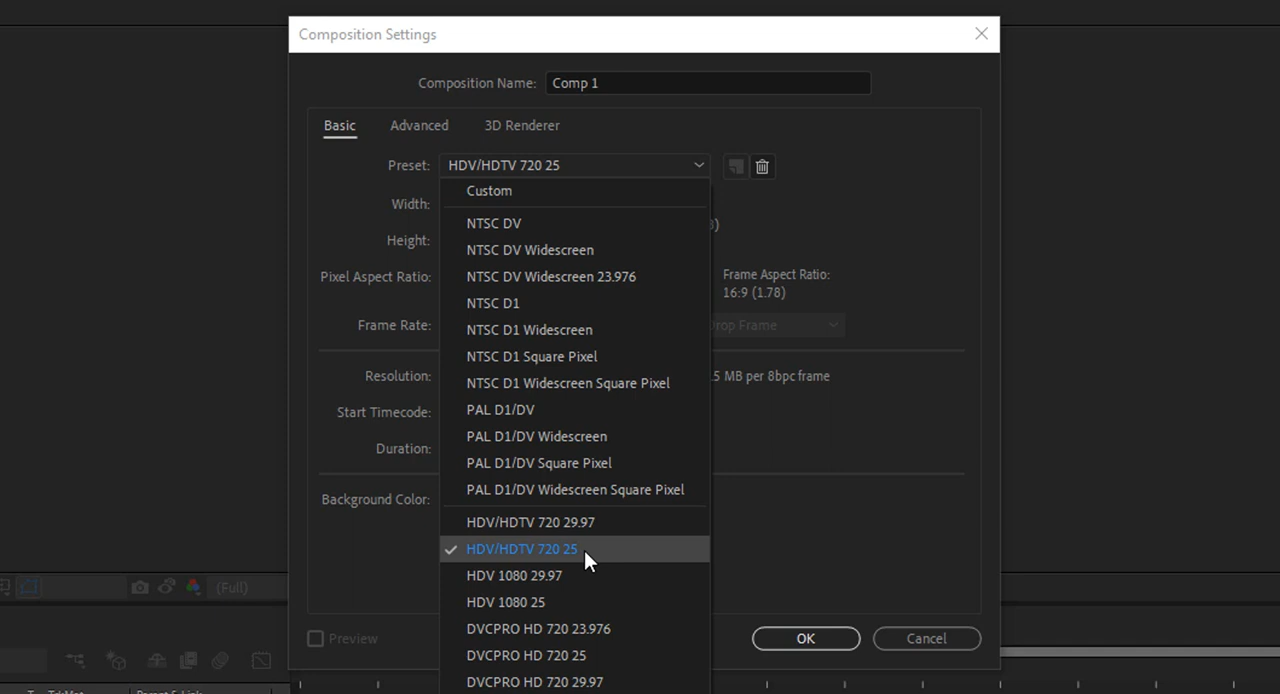 Composition Settings
Composition Name: Comp 1
Basic Advanced 3D Renderer
Preset: HDV/HDTV 720 25
Custom
Width:
NTSC DV
Height:
NTSC DV Widescreen
Pixel Aspect Ratio:
NTSC DV Widescreen 23.976
Frame Aspect Ratio:
16:9 (1.78)
NTSC D1
Frame Rate:
NTSC D1 Widescreen
Drop Frame
NTSC D1 Square Pixel
Resolution:
NTSC D1 Widescreen Square Pixel
MB per 8bpc frame
Start Timecode:
PAL D1/DV
PAL D1/DV Widescreen
Duration:
PAL D1/DV Square Pixel
PAL D1/DV Widescreen Square Pixel
Background Color:
HDV/HDTV 720 29.97
HDV/HDTV 720 25
HDV 1080 29.97
(Full)
HDV 1080 25
DVCPRO HD 720 23.976
Preview
OK
Cancel
DVCPRO HD 720 25
DVCPRO HD 720 29.97